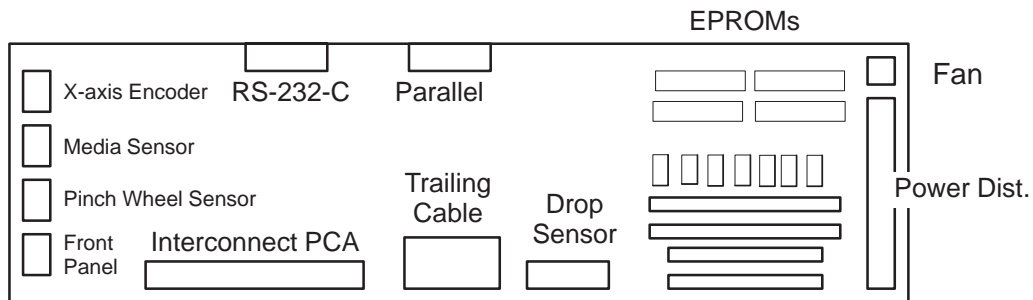 EPROMs
X-axis Encoder
RS-232-C
Parallel
Fan
Media Sensor
Pinch Wheel Sensor
Trailing
Cable
Drop
Sensor
Power Dist.
Front
Panel
Interconnect PCA